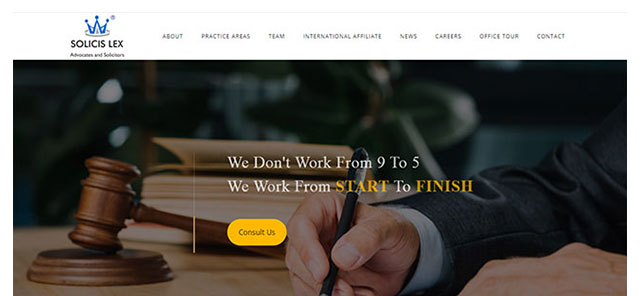 ®
SOLICIS LEX
Advocates and Solicitors
ABOUT PRACTICE AREAS TEAM INTERNATIONAL AFFILIATE NEWS CAREERS OFFICE TOUR CONTACT
We Don't Work From 9 To 5
We Work From START To FINISH
Consult Us